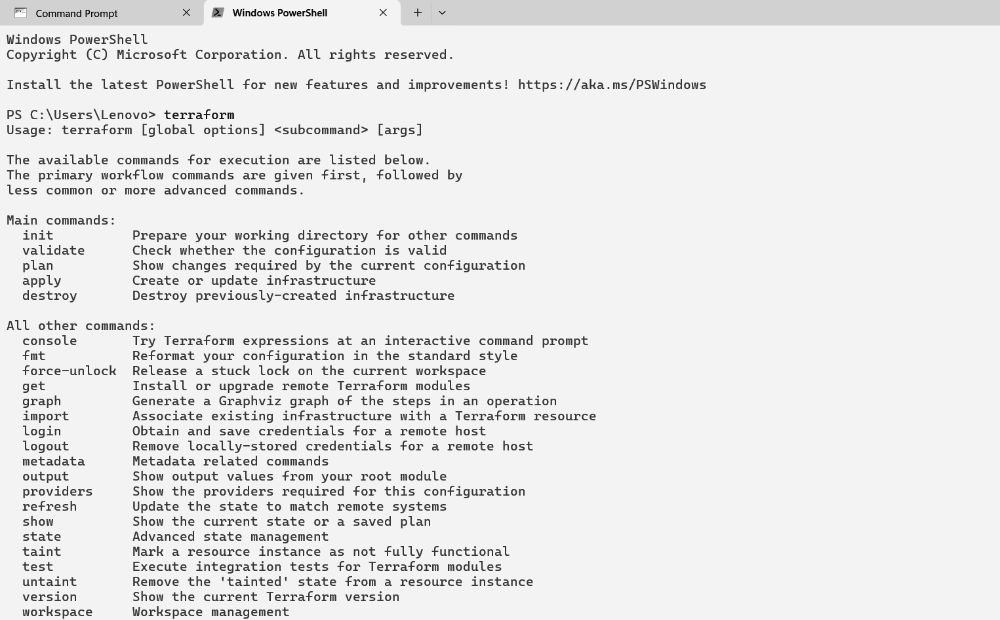 Command Prompt
Windows PowerShell
Windows PowerShell
Copyright (C) Microsoft Corporation. All rights reserved.
Install the latest PowerShell for new features and improvements! https://aka.ms/PSWindows
PS C:\Users\Lenovo> terraform
Usage: terraform [global options] <subcommand> [args]
The available commands for execution are listed below.
The primary workflow commands are given first, followed by
less common or more advanced commands.
Main commands:
  init          Prepare your working directory for other commands
  validate      Check whether the configuration is valid
  plan          Show changes required by the current configuration
  apply         Create or update infrastructure
  destroy       Destroy previously-created infrastructure
All other commands:
  console       Try Terraform expressions at an interactive command prompt
  fmt           Reformat your configuration in the standard style
  force-unlock  Release a stuck lock on the current workspace
  get           Install or upgrade remote Terraform modules
  graph         Generate a Graphviz graph of the steps in an operation
  import        Associate existing infrastructure with a Terraform resource
  login         Obtain and save credentials for a remote host
  logout        Remove locally-stored credentials for a remote host
  metadata      Metadata related commands
  output        Show output values from your root module
  providers     Show the providers required for this configuration
  refresh       Update the state to match remote systems
  show          Show the current state or a saved plan
  state         Advanced state management
  taint         Mark a resource instance as not fully functional
  test          Execute integration tests for Terraform modules
  untaint       Remove the 'tainted' state from a resource instance
  version       Show the current Terraform version
  workspace     Workspace management